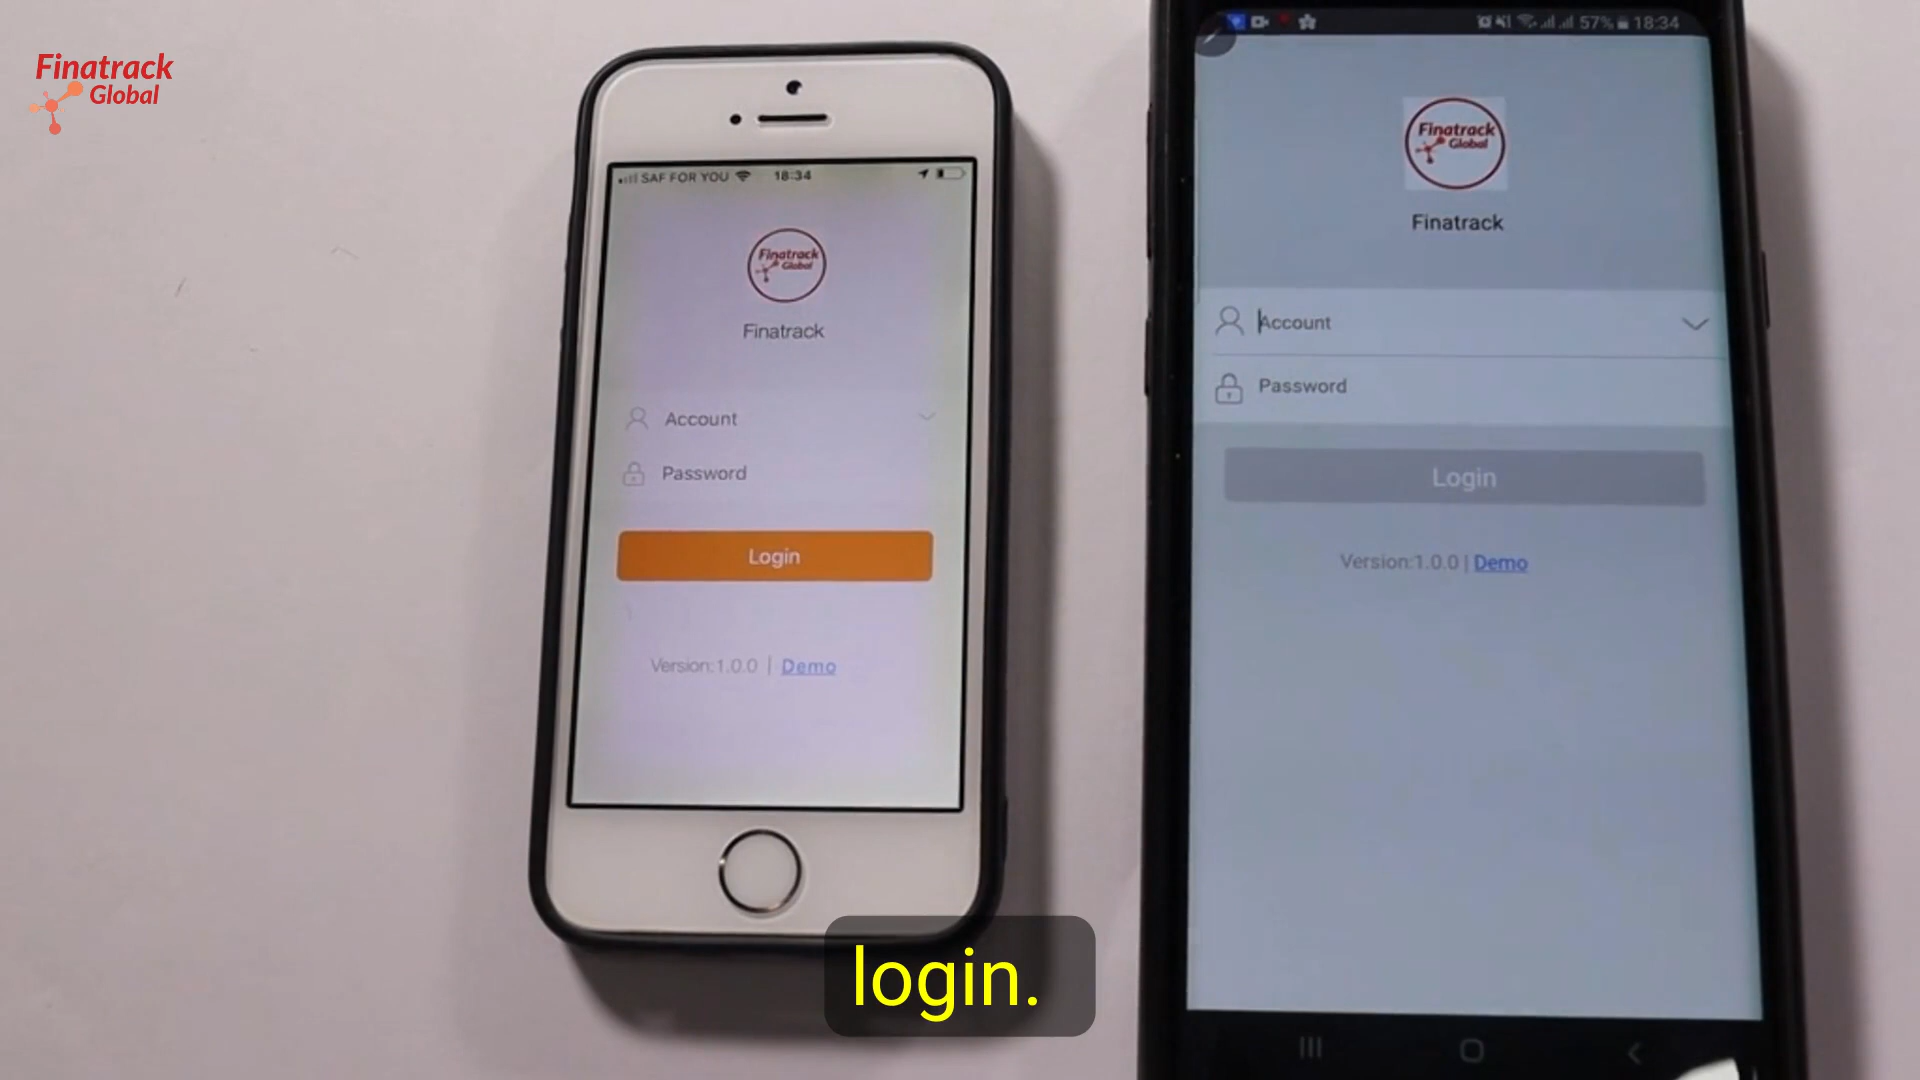 Finatrack
Global
SAF FOR YOU 18:34
Finatrack
Global
Finatrack
Account
Password
Login
Version:1.0.0 | Demo
57% 18:34
Finatrack
Global
Finatrack
Account
Password
Login
Version:1.0.0 | Demo
login.